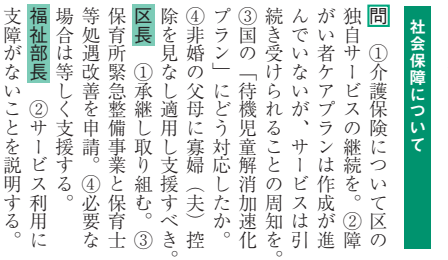 社会保障について
問 ①介護保険について区の
独自サービスの継続を。②障
がい者ケアプランは作成が進
んでいないが、サービスは引
続き受けられることの周知を。
③国の「待機児童解消加速化
プラン」にどう対応したか。
④非婚の父母に寡婦（夫）控
除を見なし適用し支援すべき。
区長 ①承継し取り組む。③
保育所緊急整備事業と保育士
等処遇改善を申請。④必要な
場合は等しく支援する。
福祉部長 ②サービス利用に
支障がないことを説明する。